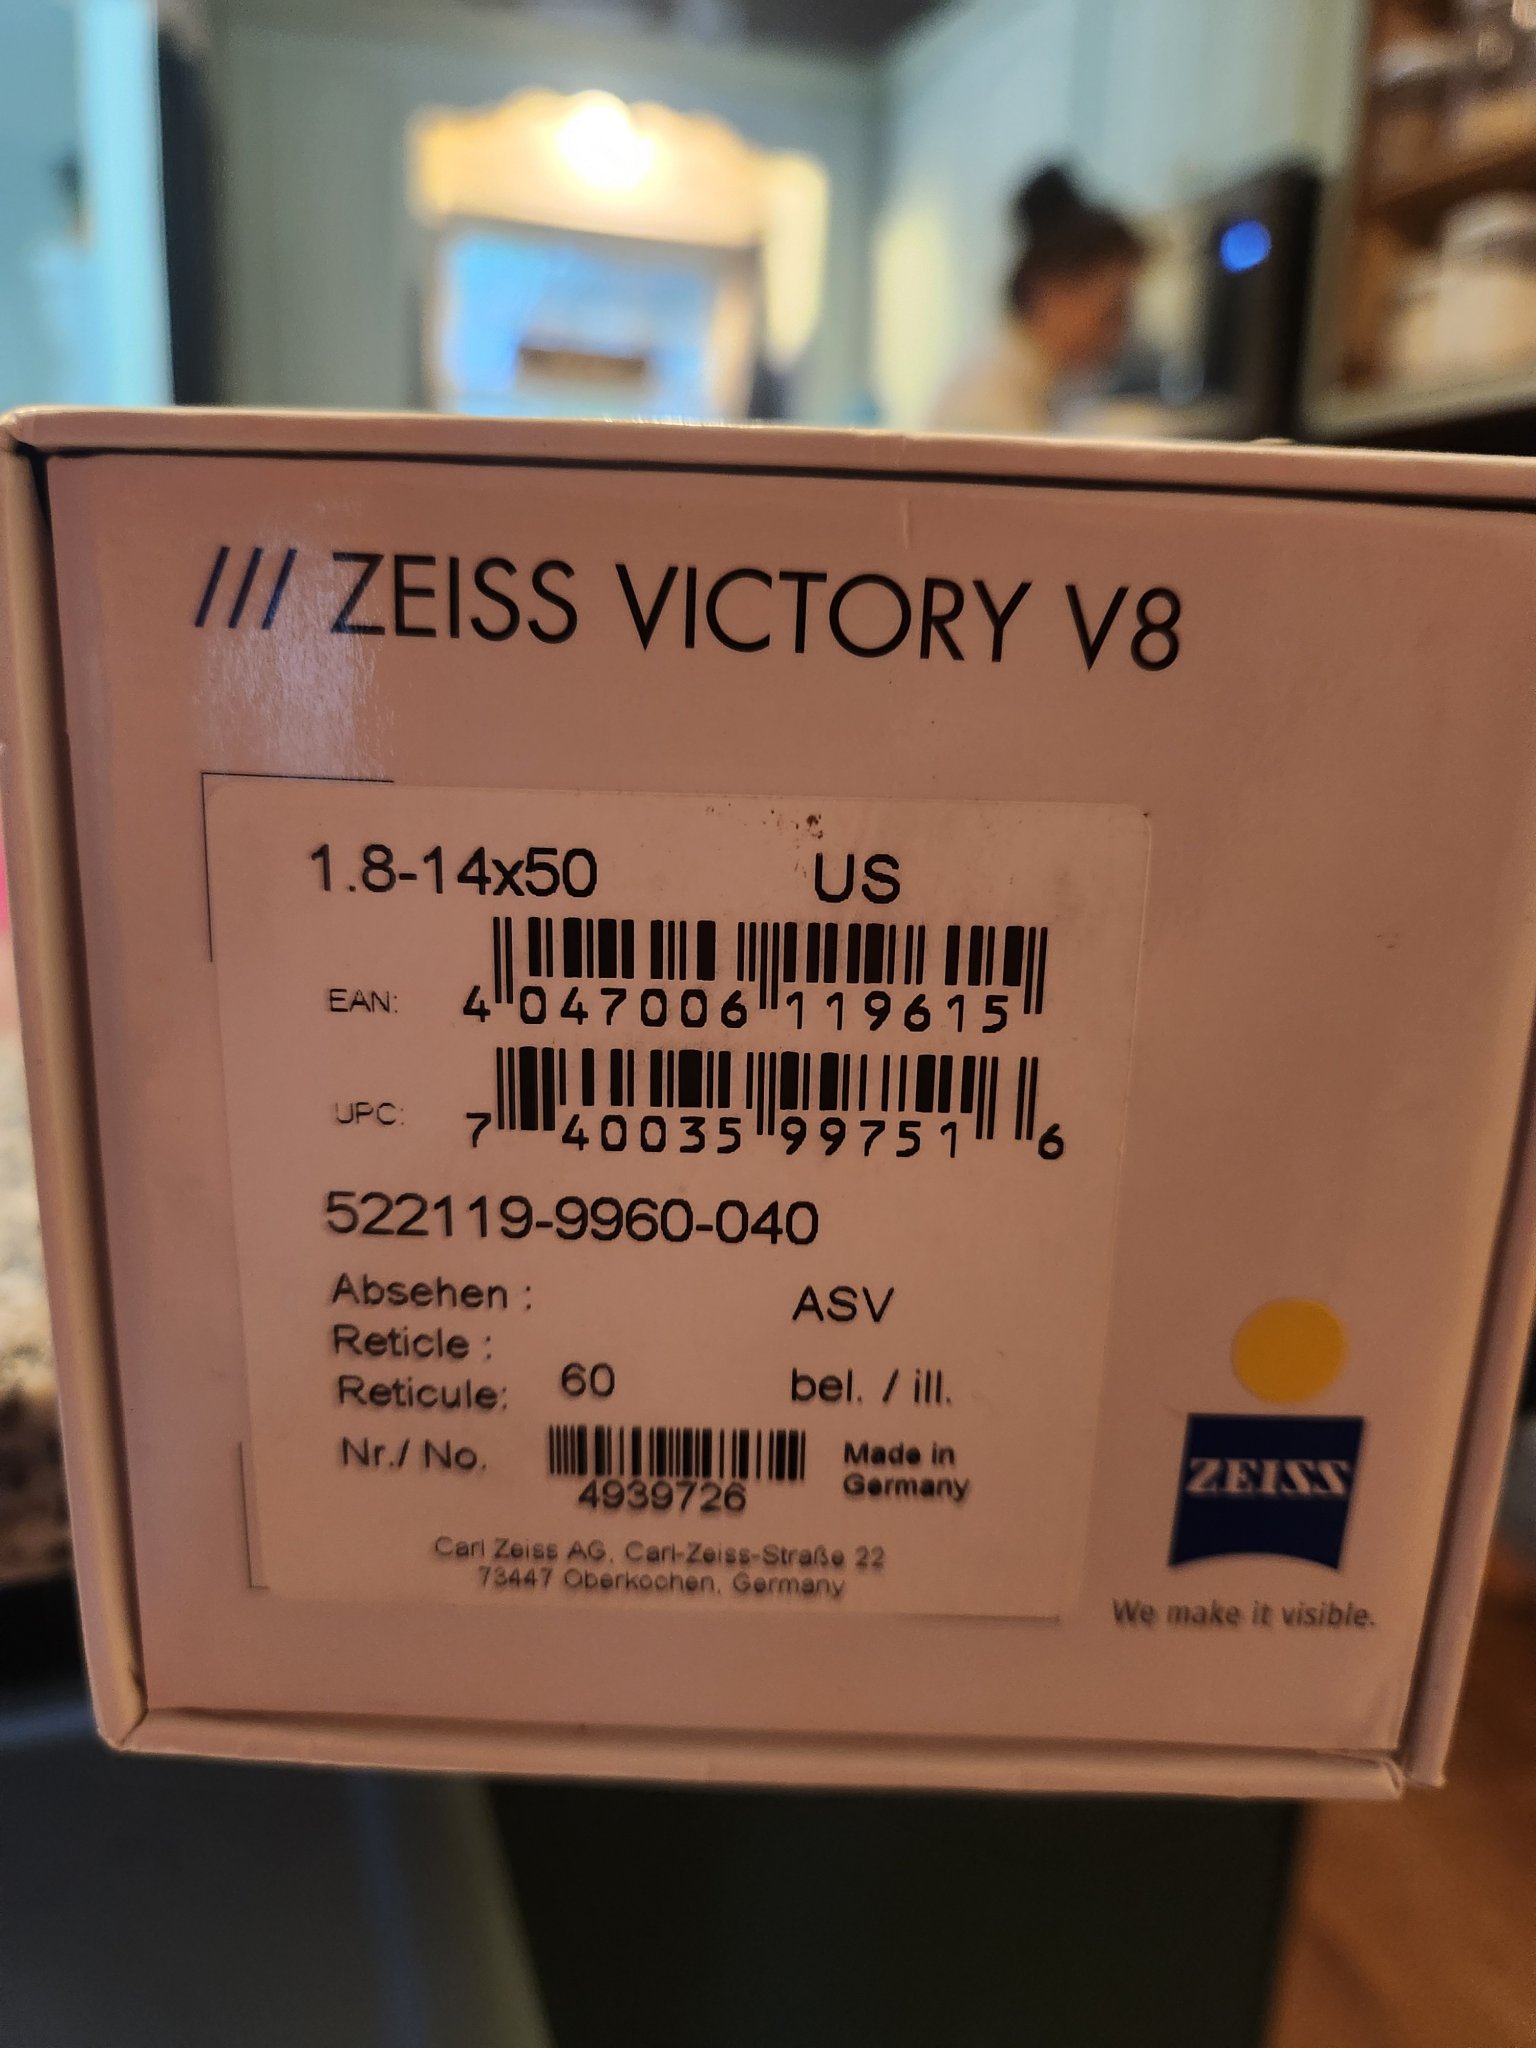 /// ZEISS VICTORY V8
1.8-14x50 US
EAN: 4 047006 119615
UPC: 7 40035 99751 6
522119-9960-040
Absehen : ASV
Reticle :
Reticule: 60 bel. / ill.
Nr./ No. 4939726 Made in
Germany
Carl Zeiss AG, Carl-Zeiss-Straße 22
73447 Oberkochen, Germany
ZEISS
We make it visible.